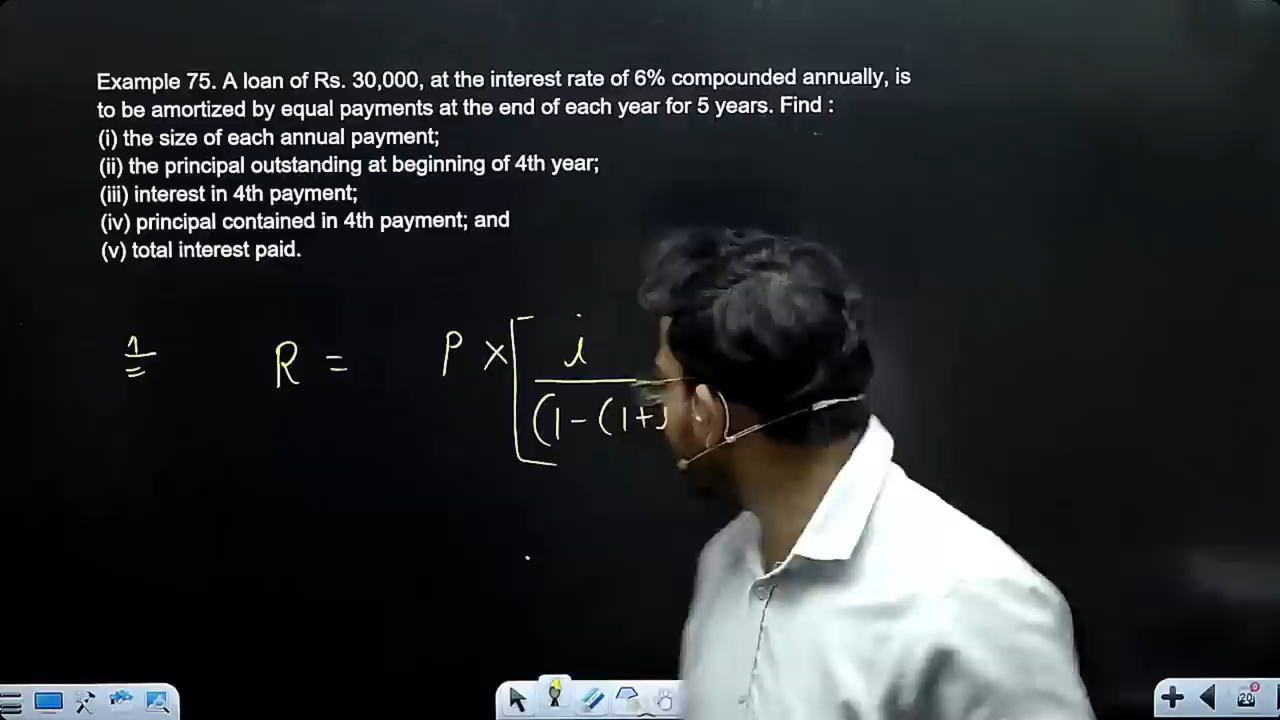 Example 75. A loan of Rs. 30,000, at the interest rate of 6% compounded annually, is
to be amortized by equal payments at the end of each year for 5 years. Find :
(i) the size of each annual payment;
(ii) the principal outstanding at beginning of 4th year;
(iii) interest in 4th payment;
(iv) principal contained in 4th payment; and
(v) total interest paid.
1 R = P × [ i
(1 - (1+
20